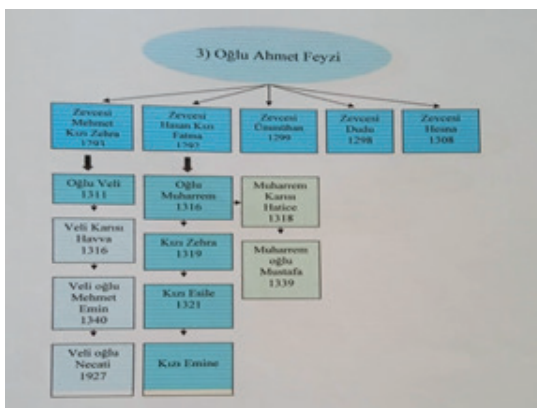 3) Oğlu Ahmet Feyzi
Zevcesi
Mehmet
Kızı Zehra
1293
Zevcesi
Hasan Kızı
Fatma
1297
Zevcesi
Ümmühan
1299
Zevcesi
Dudu
1298
Zevcesi
Hesna
1308
Oğlu Veli
1311
Veli Karısı
Havva
1316
Veli oğlu
Mehmet
Emin
1340
Veli oğlu
Necati
1927
Oğlu
Muharrem
1316
Kızı Zehra
1319
Kızı Esile
1321
Kızı Emine
Muharrem
Karısı
Hatice
1318
Muharrem
oğlu
Mustafa
1339